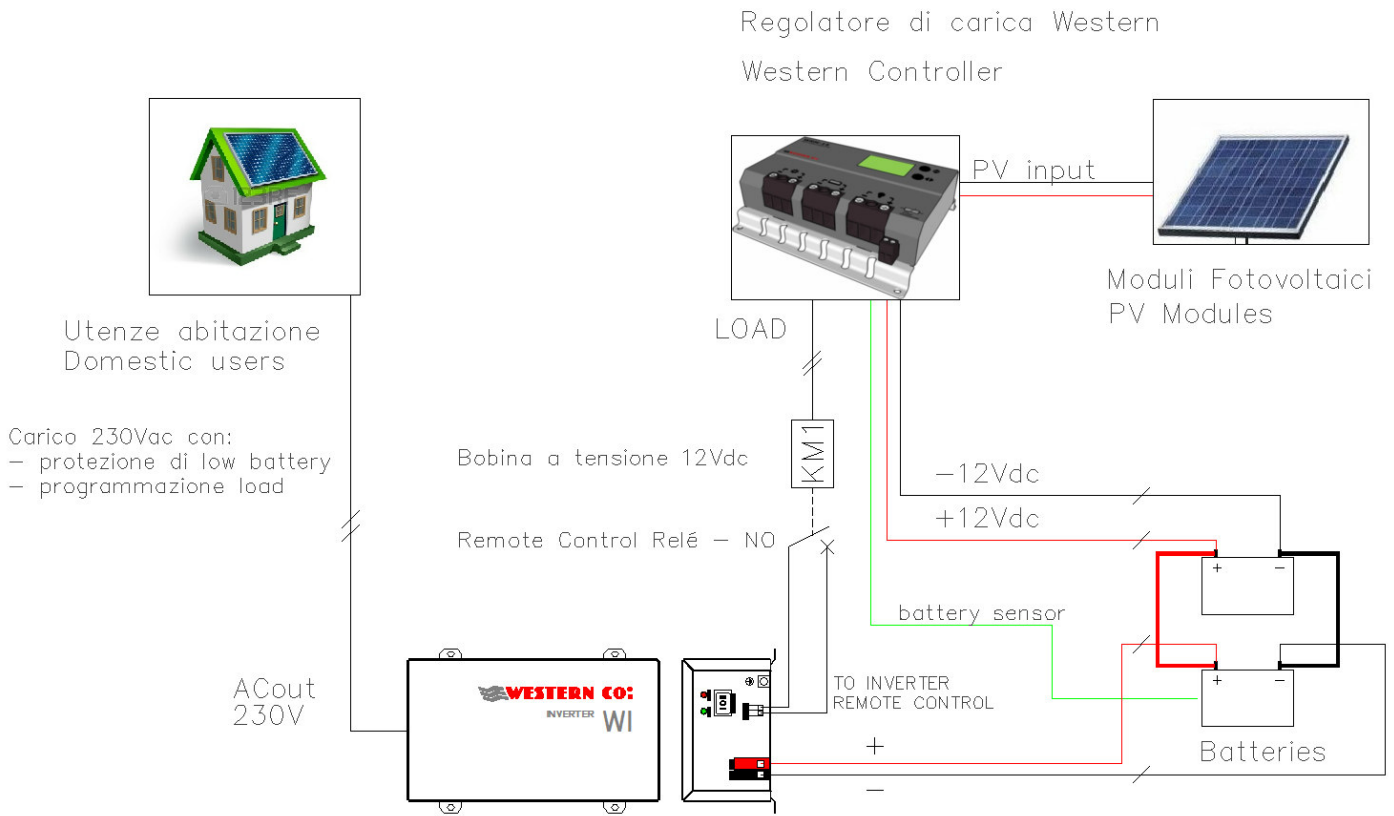 Regolatore di carica Western
Western Controller
PV input
Moduli Fotovoltaici
PV Modules
Utenze abitazione
Domestic users
LOAD
Carico 230Vac con:
– protezione di low battery
– programmazione load
Bobina a tensione 12Vdc
KM1
–12Vdc
+12Vdc
Remote Control Relé – NO
+ –
battery sensor
+ –
ACout
230V
WESTERN CO:
INVERTER WI
TO INVERTER
REMOTE CONTROL
Batteries
+
–